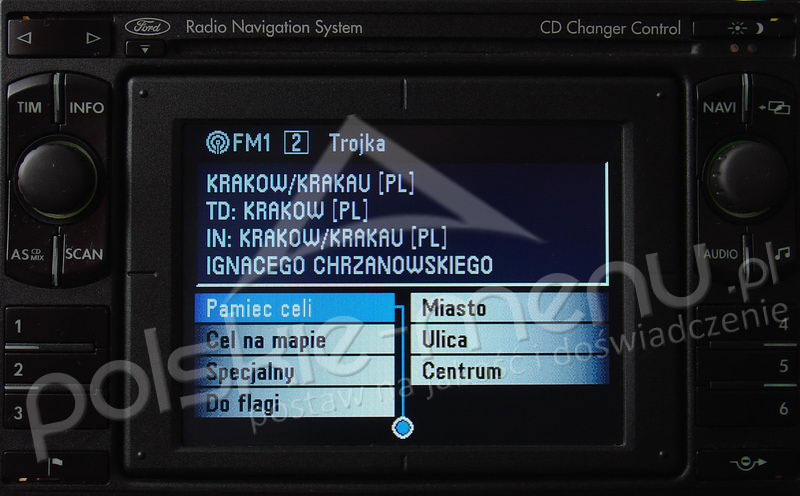 Ford Radio Navigation System CD Changer Control
TIM INFO NAVI
FM1 2 Trojka
KRAKOW/KRAKAU [PL]
TD: KRAKOW [PL]
IN: KRAKOW/KRAKAU [PL]
IGNACEGO CHRZANOWSKIEGO
AS CD MIX SCAN AUDIO
Pamiec celi Miasto
Cel na mapie Ulica
Specjalny Centrum
Do flagi
1 4
2 5
3 6
polskie-menu.pl
postaw na jakość i doświadczenie